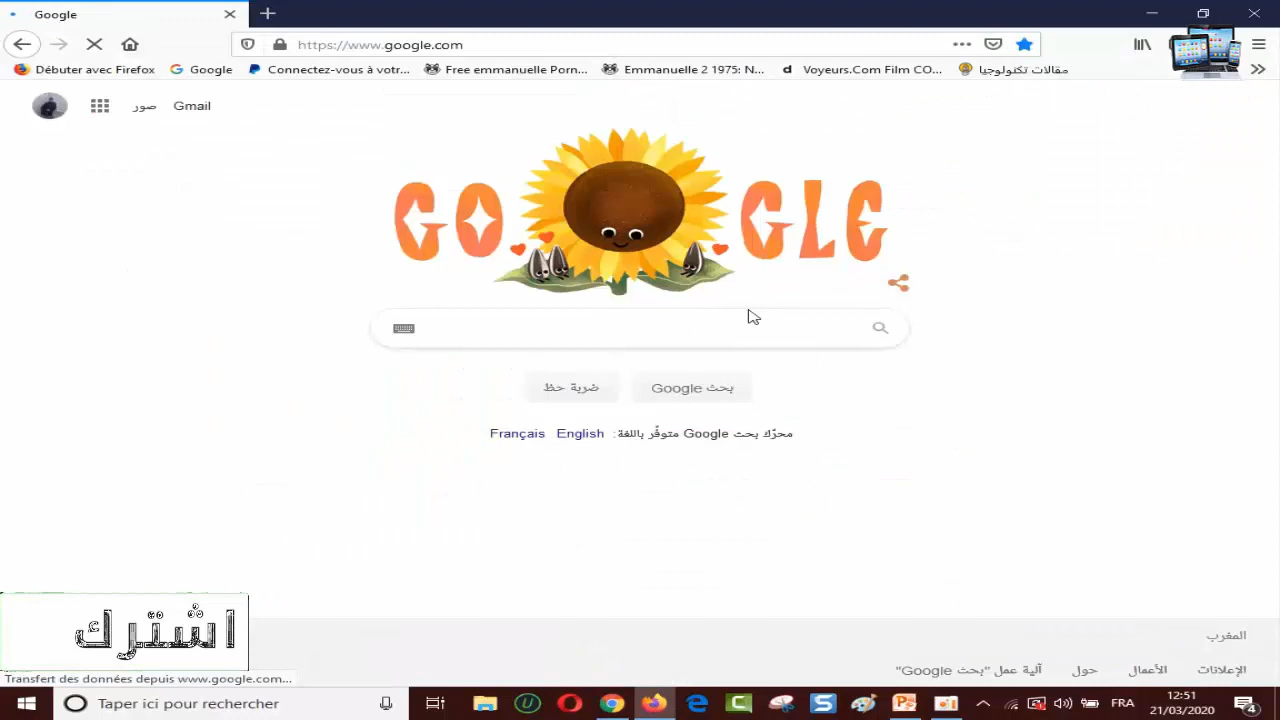 Google
https://www.google.com
Débuter avec Firefox
Google
Connectez-vous à votr...
Free emmanuelle Porn...
Emmanuelle 2 1975: N...
Voyeurs.Com Film CO...
مقالات تكنولوجيا
صور
Gmail
GOOGLE
ضربة حظ
بحث Google
محرّك بحث Google متوفّر باللغة: English Français
المغرب
الإعلانات
الأعمال
حول
آلية عمل "بحث Google"
اشترك
Transfert des données depuis www.google.com...
Taper ici pour rechercher
FRA
12:51
21/03/2020
4